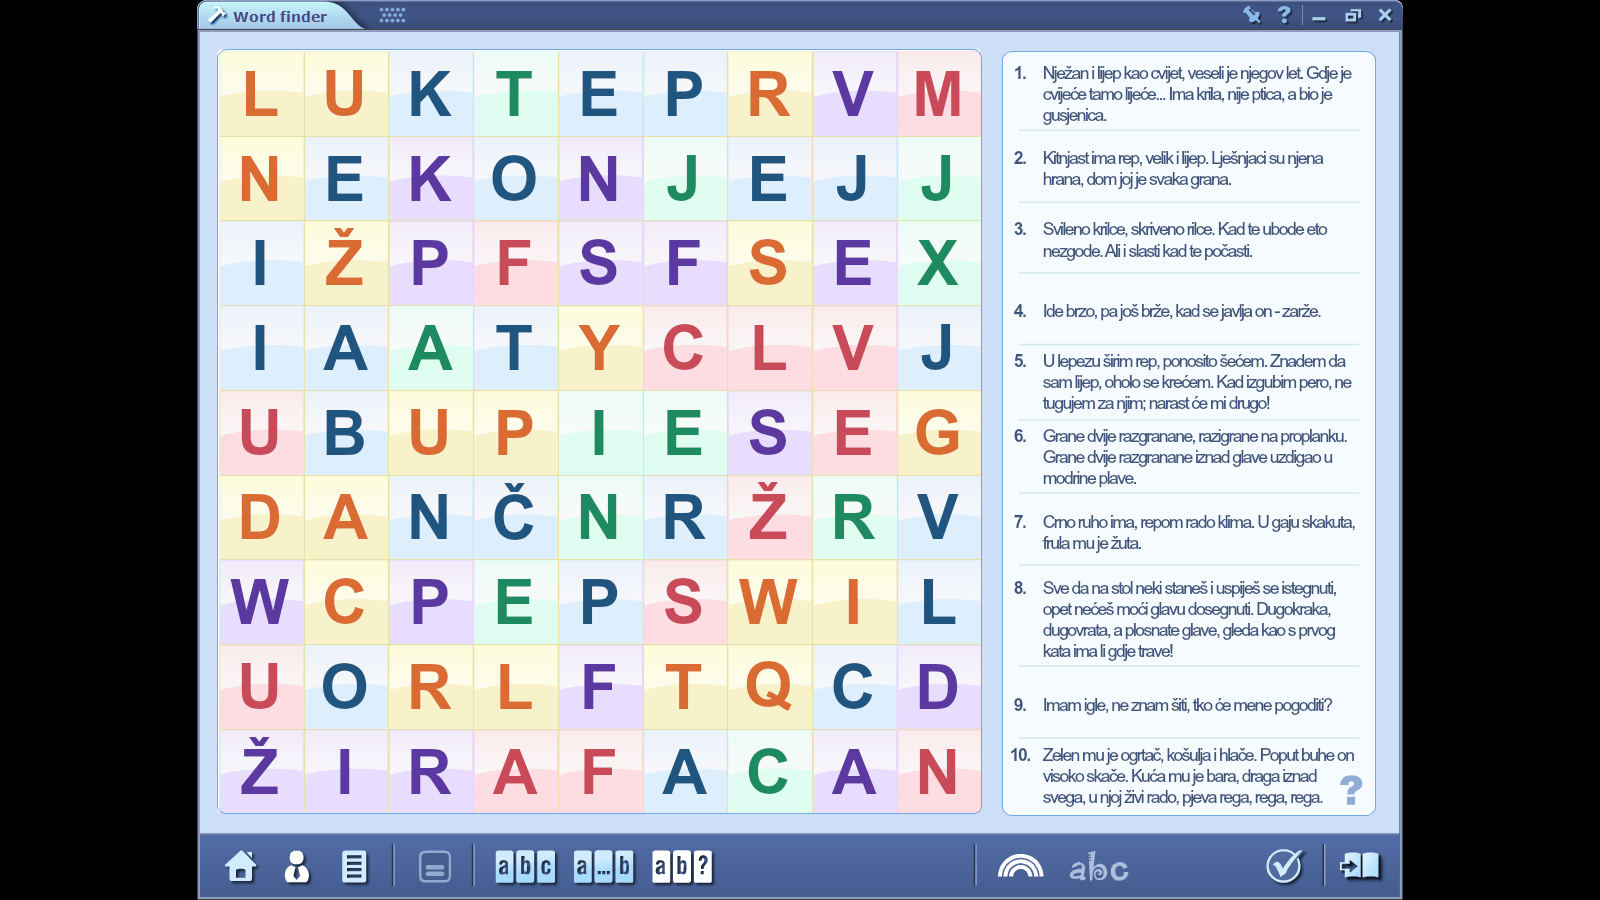 Word finder
L U K T E P R V M
N E K O N J E J J
I Ž P F S F S E X
I A A T Y C L V J
U B U P I E S E G
D A N Č N R Ž R V
W C P E P S W I L
U O R L F T Q C D
Ž I R A F A C A N
1. Nježan i lijep kao cvijet, veseli je njegov let. Gdje je
cvijeće tamo lijeće... Ima krila, nije ptica, a bio je
gusjenica.
2. Kitnjast ima rep, velik i lijep. Lješnjaci su njena
hrana, dom joj je svaka grana.
3. Svileno krilce, skriveno rilce. Kad te ubode eto
nezgode. Ali i slasti kad te počasti.
4. Ide brzo, pa još brže, kad se javlja on - zarže.
5. U lepezu širim rep, ponosito šećem. Znadem da
sam lijep, oholo se krećem. Kad izgubim pero, ne
tugujem za njim; narast će mi drugo!
6. Grane dvije razgranane, razigrane na proplanku.
Grane dvije razgranane iznad glave uzdigao u
modrine plave.
7. Crno ruho ima, repom rado klima. U gaju skakuta,
frula mu je žuta.
8. Sve da na stol neki staneš i uspiješ se istegnuti,
opet nećeš moći glavu dosegnuti. Dugokraka,
dugovrata, a plosnate glave, gleda kao s prvog
kata ima li gdje trave!
9. Imam igle, ne znam šiti, tko će mene pogoditi?
10. Zelen mu je ogrtač, košulja i hlače. Poput buhe on
visoko skače. Kuća mu je bara, draga iznad
svega, u njoj živi rado, pjeva rega, rega, rega.
?
abc a...b ab? abc